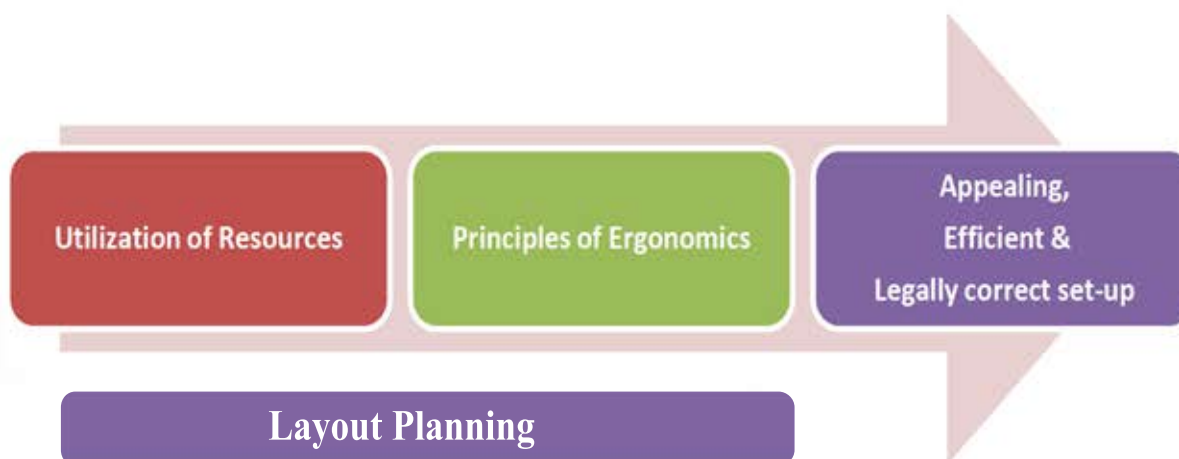 Utilization of Resources
Principles of Ergonomics
Appealing,
Efficient &
Legally correct set-up
Layout Planning